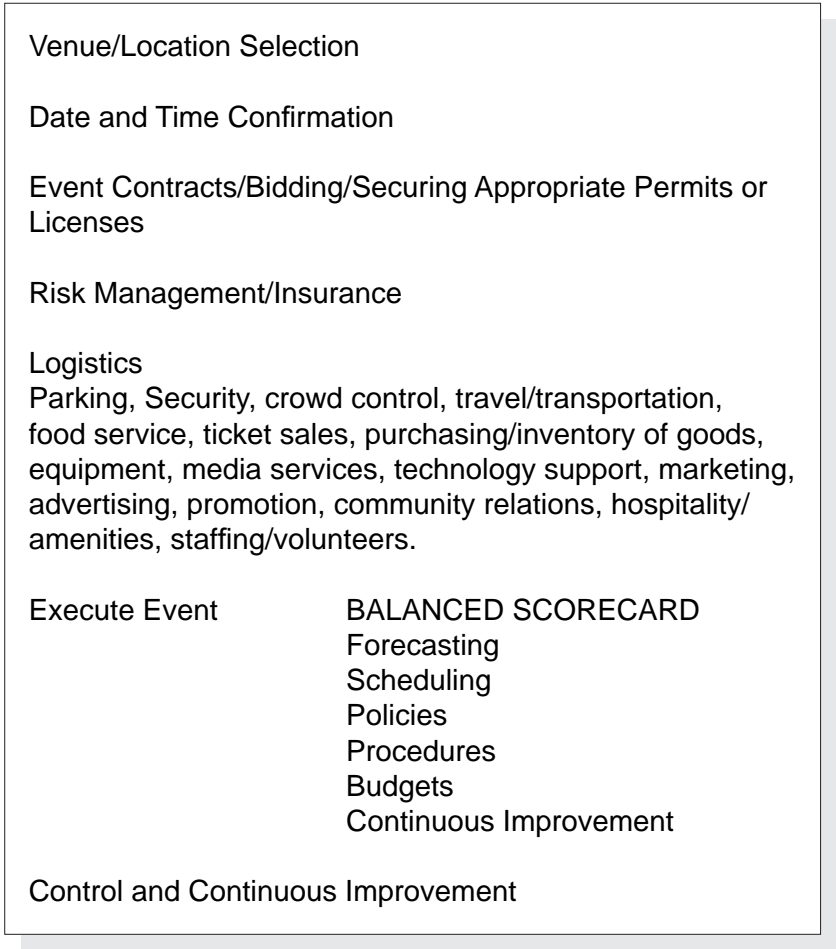 Venue/Location Selection
Date and Time Confirmation
Event Contracts/Bidding/Securing Appropriate Permits or
Licenses
Risk Management/Insurance
Logistics
Parking, Security, crowd control, travel/transportation,
food service, ticket sales, purchasing/inventory of goods,
equipment, media services, technology support, marketing,
advertising, promotion, community relations, hospitality/
amenities, staffing/volunteers.
Execute Event BALANCED SCORECARD
Forecasting
Scheduling
Policies
Procedures
Budgets
Continuous Improvement
Control and Continuous Improvement